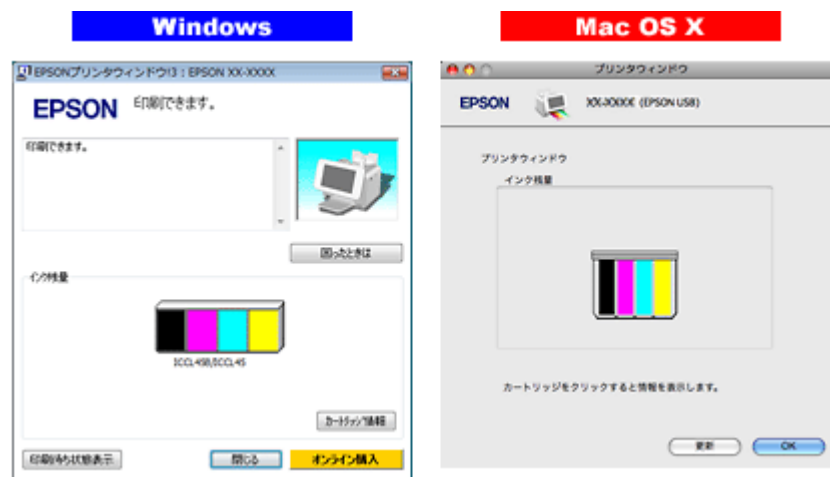 Windows
EPSONプリンタウィンドウ!3 : EPSON XX-XXXX
EPSON
印刷できます。
印刷できます。
困ったときは
インク残量
ICCL45B/ICCL45
カートリッジ情報
印刷待ち状態表示
閉じる
オンライン購入
Mac OS X
プリンタウィンドウ
EPSON
XX-XXXXX (EPSON USB)
プリンタウィンドウ
インク残量
カートリッジをクリックすると情報を表示します。
更新
OK